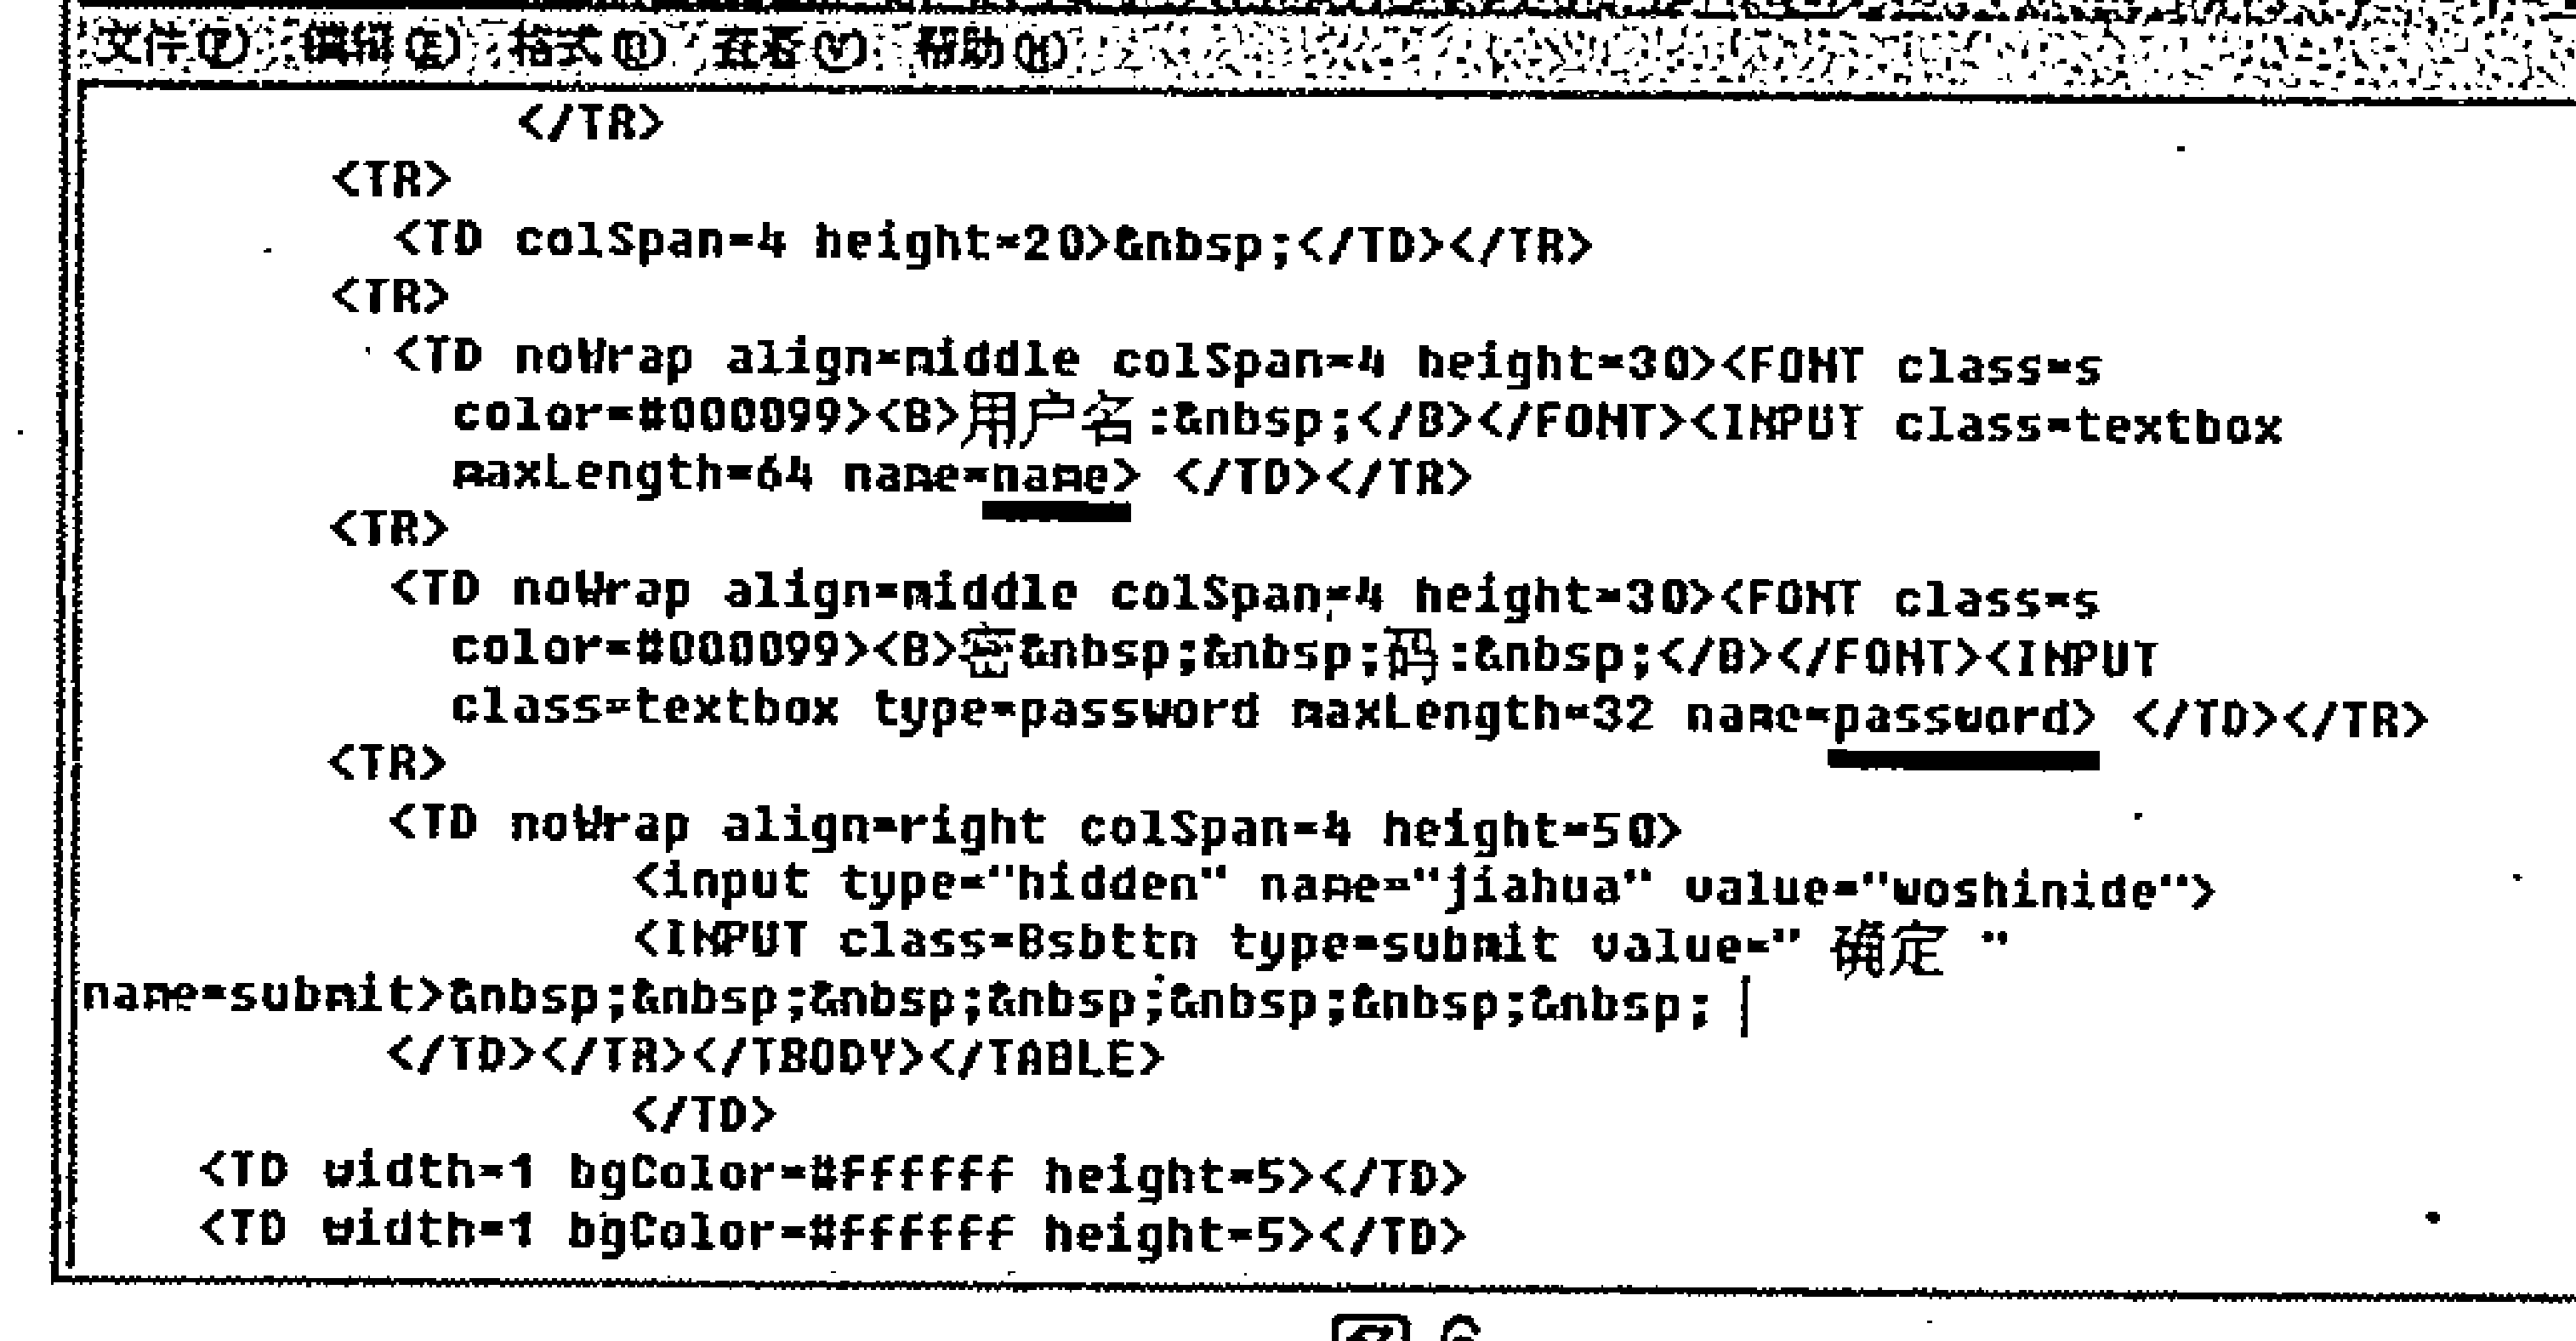 文件(F) 编辑(E) 格式(O) 查看(V) 帮助(H)
</TR>
<TR>
<TD colSpan=4 height=20>&nbsp;</TD></TR>
<TR>
<TD noWrap align=middle colSpan=4 height=30><FONT class=s
color=#000099><B>用户名:&nbsp;</B></FONT><INPUT class=textbox
maxLength=64 name=name> </TD></TR>
<TR>
<TD noWrap align=middle colSpan=4 height=30><FONT class=s
color=#000099><B>密&nbsp;&nbsp;码:&nbsp;</B></FONT><INPUT
class=textbox type=password maxLength=32 name=password> </TD></TR>
<TR>
<TD noWrap align=right colSpan=4 height=50>
<input type="hidden" name="jiahua" value="woshinide">
<INPUT class=Bsbttn type=submit value=" 确定 "
name=submit>&nbsp;&nbsp;&nbsp;&nbsp;&nbsp;&nbsp;&nbsp;
</TD></TR></TBODY></TABLE>
</TD>
<TD width=1 bgColor=#ffffff height=5></TD>
<TD width=1 bgColor=#ffffff height=5></TD>